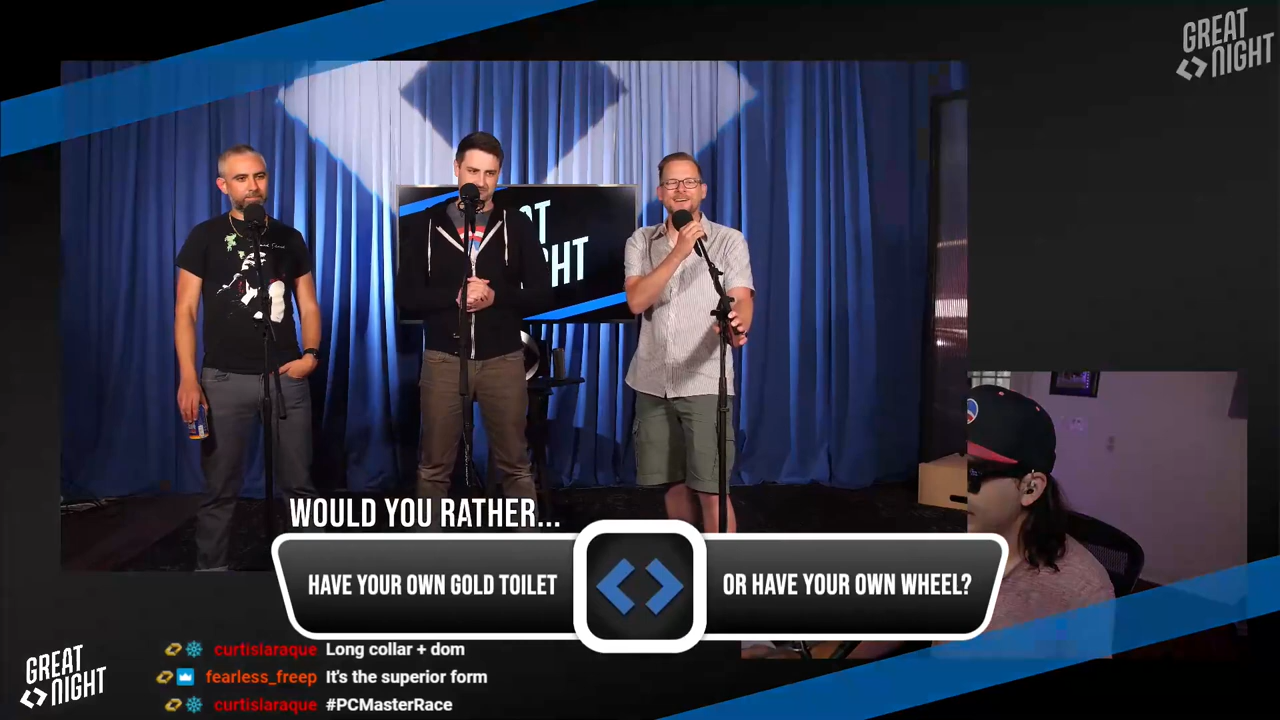 GREAT
NIGHT
WOULD YOU RATHER...
HAVE YOUR OWN GOLD TOILET
OR HAVE YOUR OWN WHEEL?
GREAT
NIGHT
curtislaraque Long collar + dom
fearless_freep It's the superior form
curtislaraque #PCMasterRace